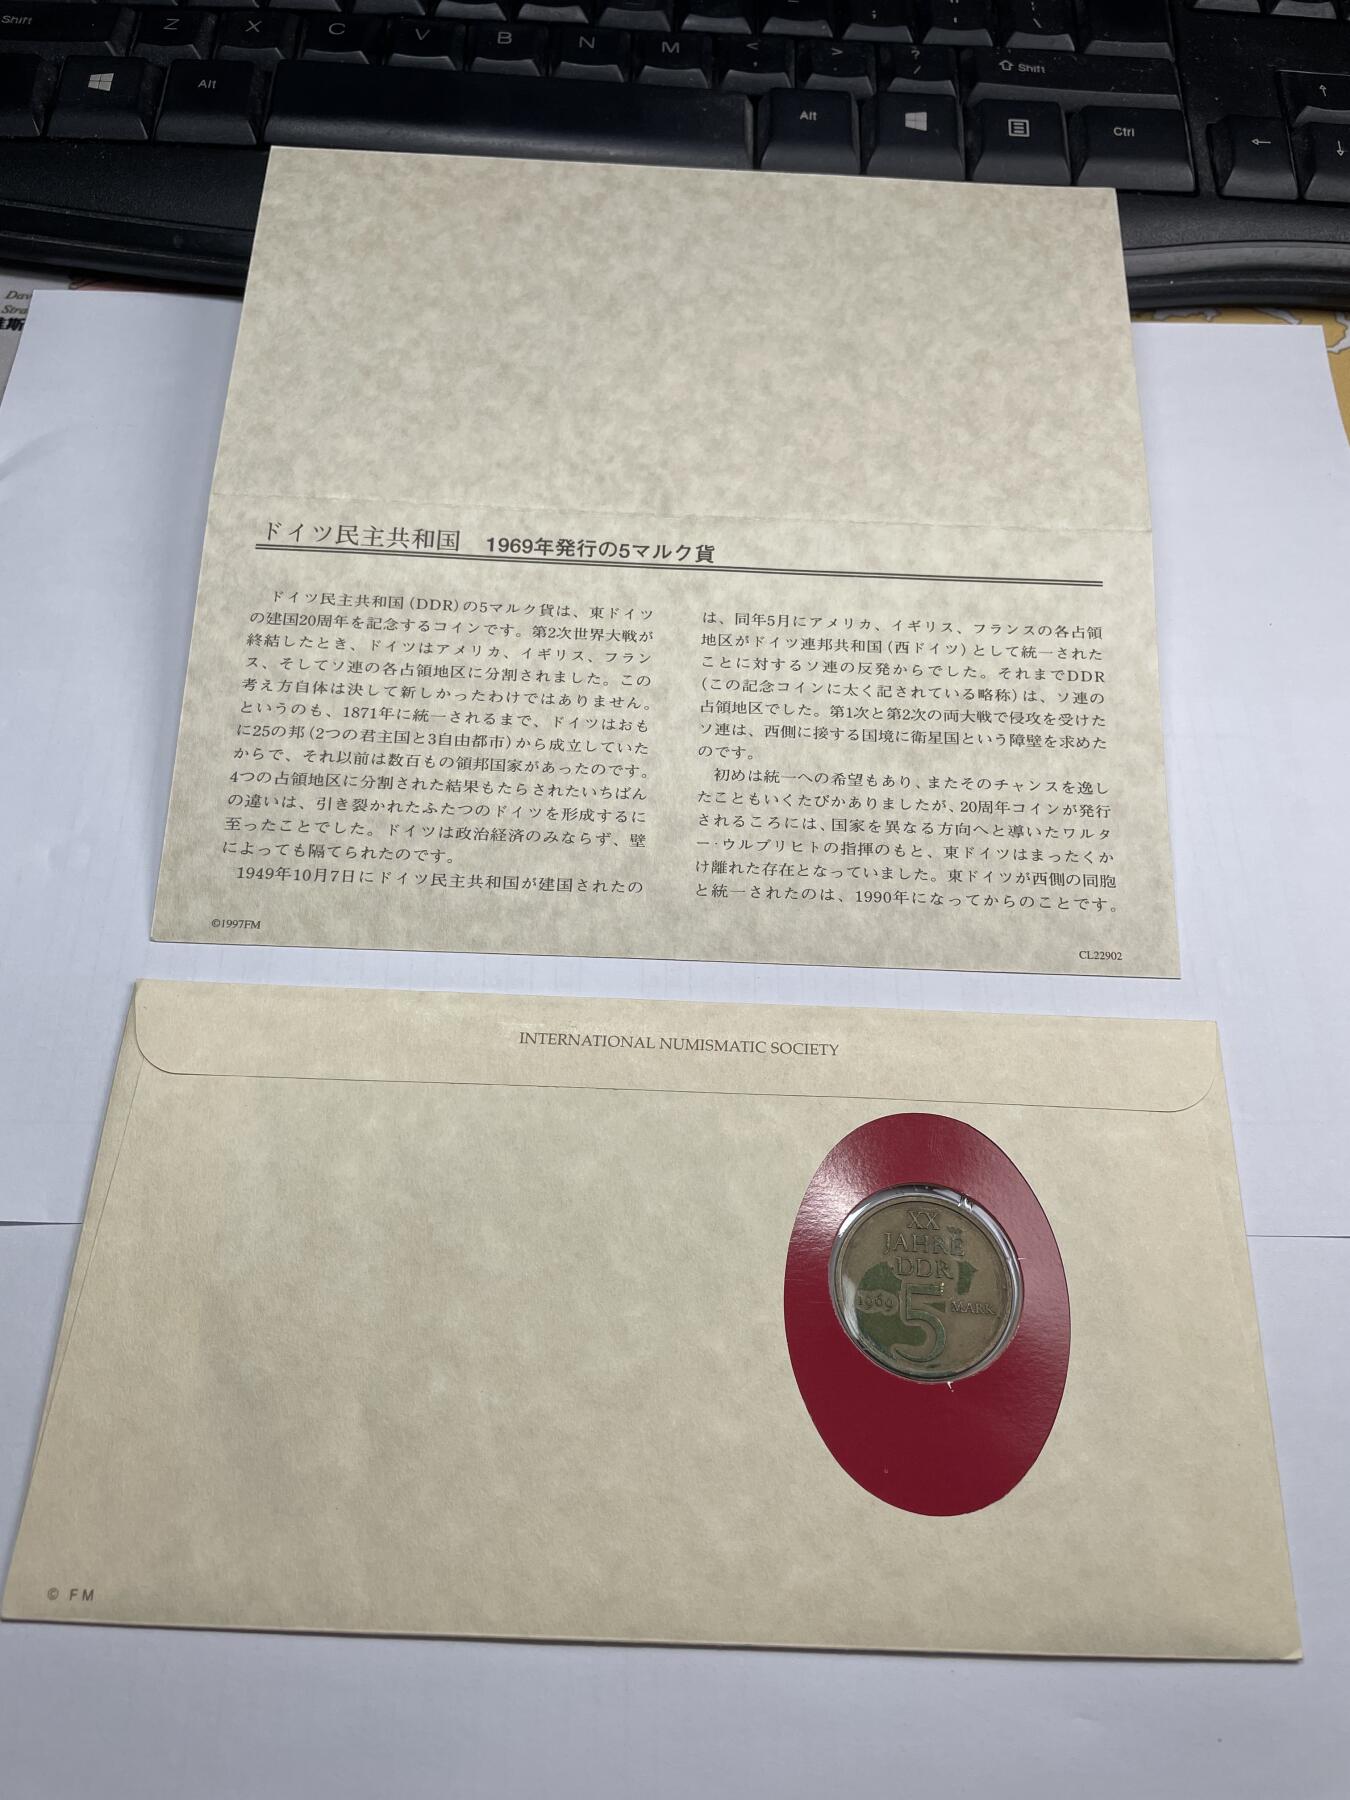 Shift
Z X C V B N M < > ? / Shift
Alt
Alt
Ctrl
Dav
Stra
ドイツ民主共和国 1969年発行の5マルク貨
ドイツ民主共和国(DDR)の5マルク貨は、東ドイツ
の建国20周年を記念するコインです。第2次世界大戦が
終結したとき、ドイツはアメリカ、イギリス、フラン
ス、そしてソ連の各占領地区に分割されました。この
考え方自体は決して新しかったわけではありません。
というのも、1871年に統一されるまで、ドイツはおも
に25の邦(2つの君主国と3自由都市)から成立していた
からで、それ以前は数百もの領邦国家があったのです。
4つの占領地区に分割された結果もたらされたいちばん
の違いは、引き裂かれたふたつのドイツを形成するに
至ったことでした。ドイツは政治経済のみならず、壁
によっても隔てられたのです。
1949年10月7日にドイツ民主共和国が建国されたの
は、同年5月にアメリカ、イギリス、フランスの各占領
地区がドイツ連邦共和国(西ドイツ)として統一された
ことに対するソ連の反発からでした。それまでDDR
(この記念コインに太く記されている略称)は、ソ連の
占領地区でした。第1次と第2次の両大戦で侵攻を受けた
ソ連は、西側に接する国境に衛星国という障壁を求めた
のです。
初めは統一への希望もあり、またそのチャンスを逸し
たこともいくたびかありましたが、20周年コインが発行
されるころには、国家を異なる方向へと導いたワルタ
ー・ウルブリヒトの指揮のもと、東ドイツはまったくか
け離れた存在となっていました。東ドイツが西側の同胞
と統一されたのは、1990年になってからのことです。
©1997FM
CL22902
INTERNATIONAL NUMISMATIC SOCIETY
XX
JAHRE
DDR
1969 5 MARK
© FM